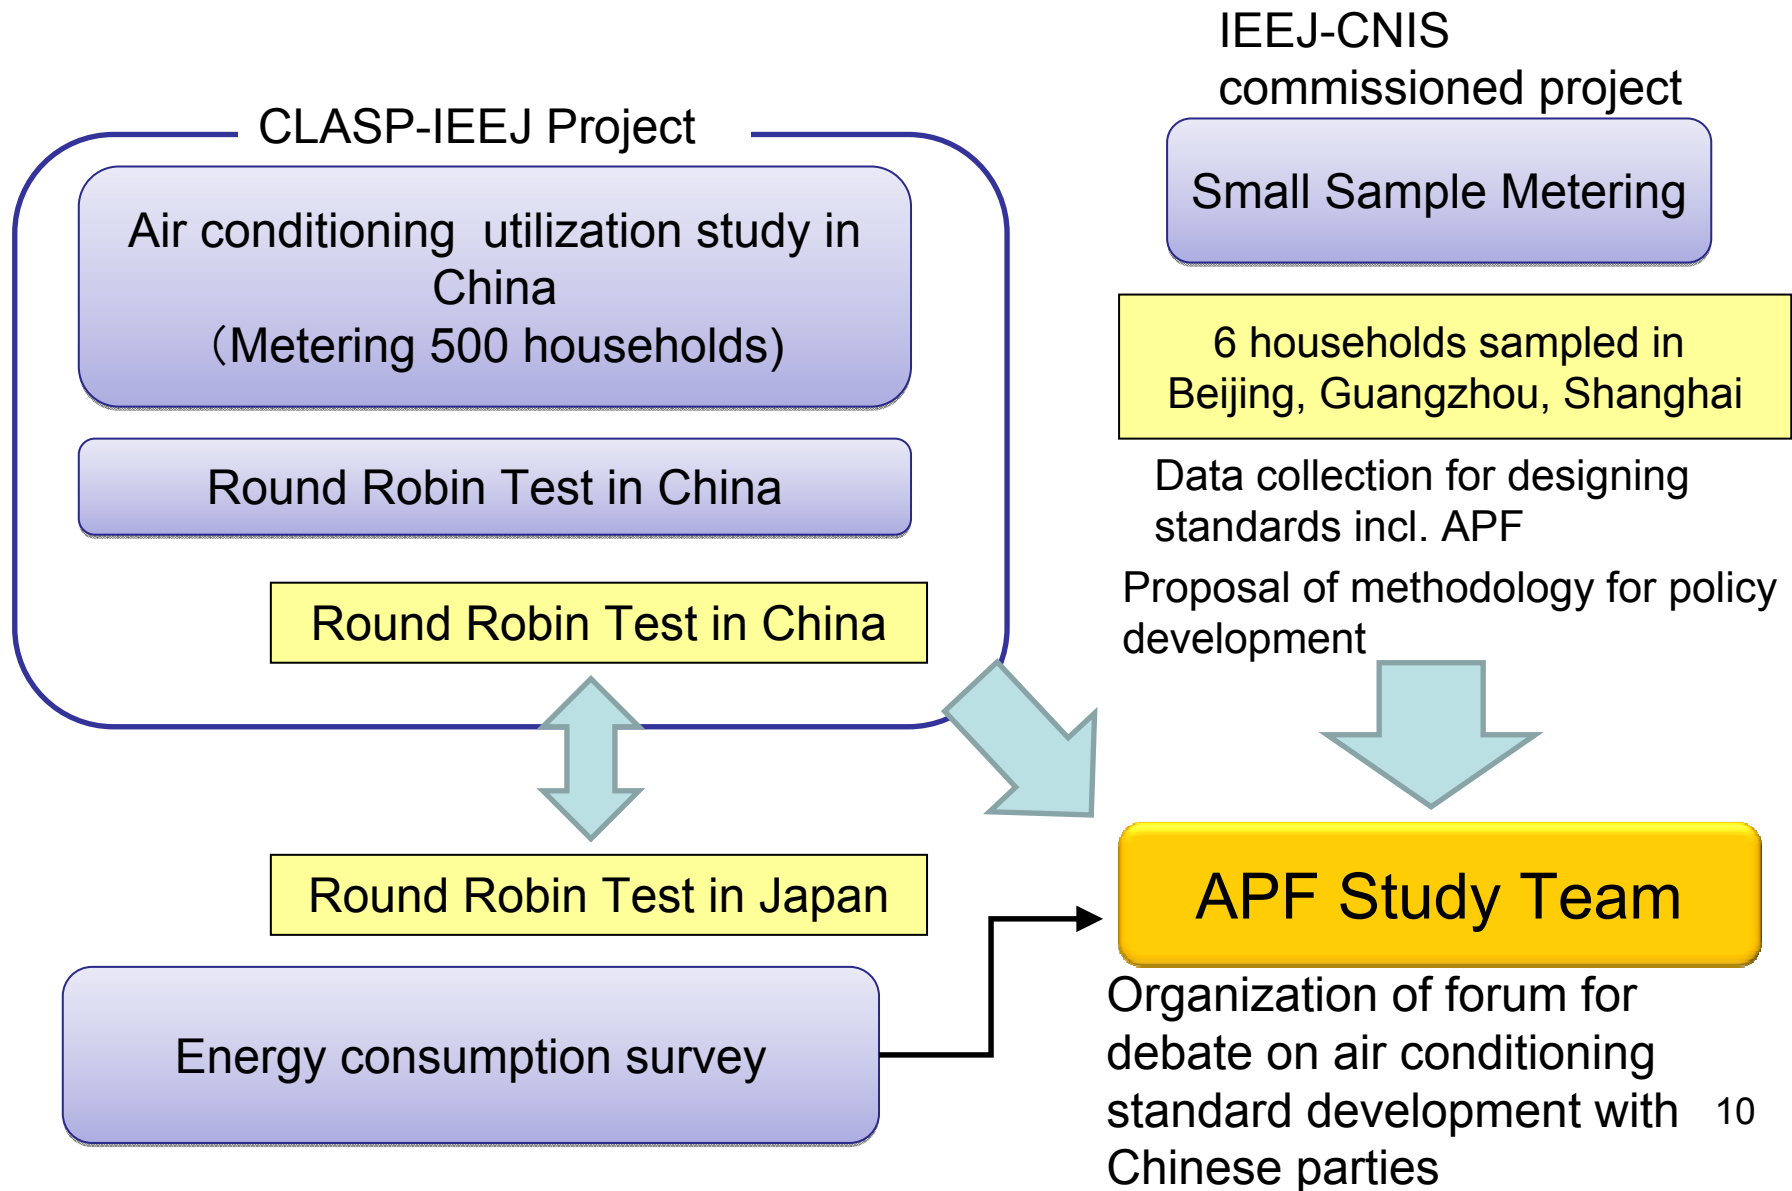 CLASP-IEEJ Project
Air conditioning utilization study in
China
（Metering 500 households)
Round Robin Test in China
Round Robin Test in China
Round Robin Test in Japan
Energy consumption survey
IEEJ-CNIS
commissioned project
Small Sample Metering
6 households sampled in
Beijing, Guangzhou, Shanghai
Data collection for designing
standards incl. APF
Proposal of methodology for policy
development
APF Study Team
Organization of forum for
debate on air conditioning
standard development with
Chinese parties
10